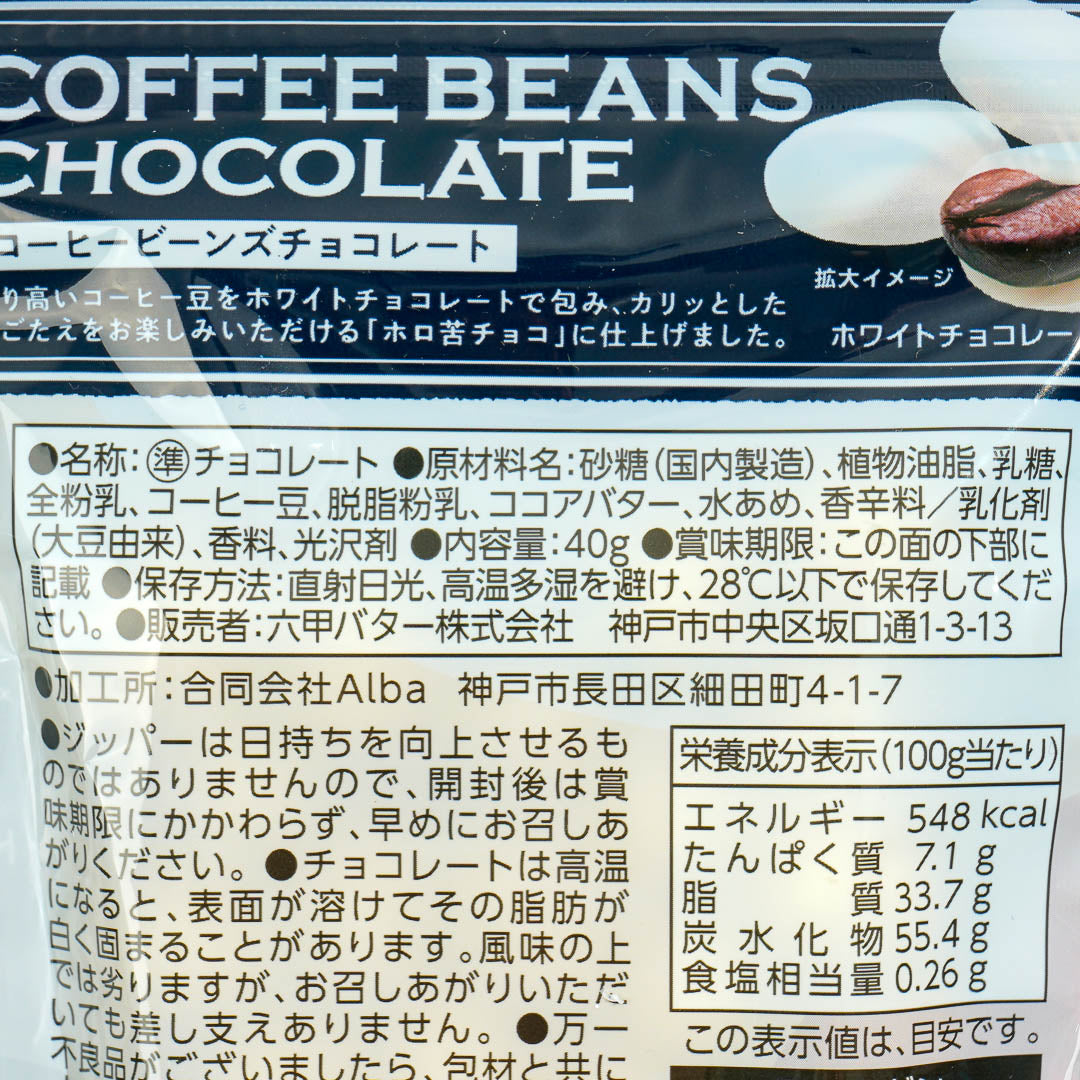 COFFEE BEANS
CHOCOLATE
コーヒービーンズチョコレート
り高いコーヒー豆をホワイトチョコレートで包み、カリッとした
ごたえをお楽しみいただける「ホロ苦チョコ」に仕上げました。
拡大イメージ
ホワイトチョコレー
●名称：準チョコレート ●原材料名：砂糖(国内製造)、植物油脂、乳糖、
全粉乳、コーヒー豆、脱脂粉乳、ココアバター、水あめ、香辛料／乳化剤
(大豆由来)、香料、光沢剤 ●内容量：40g ●賞味期限：この面の下部に
記載 ●保存方法：直射日光、高温多湿を避け、28℃以下で保存してくだ
さい。 ●販売者：六甲バター株式会社 神戸市中央区坂口通1-3-13
●加工所：合同会社Alba 神戸市長田区細田町4-1-7
●ジッパーは日持ちを向上させるも
のではありませんので、開封後は賞
味期限にかかわらず、早めにお召しあ
がりください。 ●チョコレートは高温
になると、表面が溶けてその脂肪が
白く固まることがあります。風味の上
では劣りますが、お召しあがりいただ
いても差し支えありません。 ●万一
不良品がございましたら、包材と共に
栄養成分表示(100g当たり)
エネルギー 548 kcal
たんぱく質 7.1 g
脂質 33.7 g
炭水化物 55.4 g
食塩相当量 0.26 g
この表示値は、目安です。